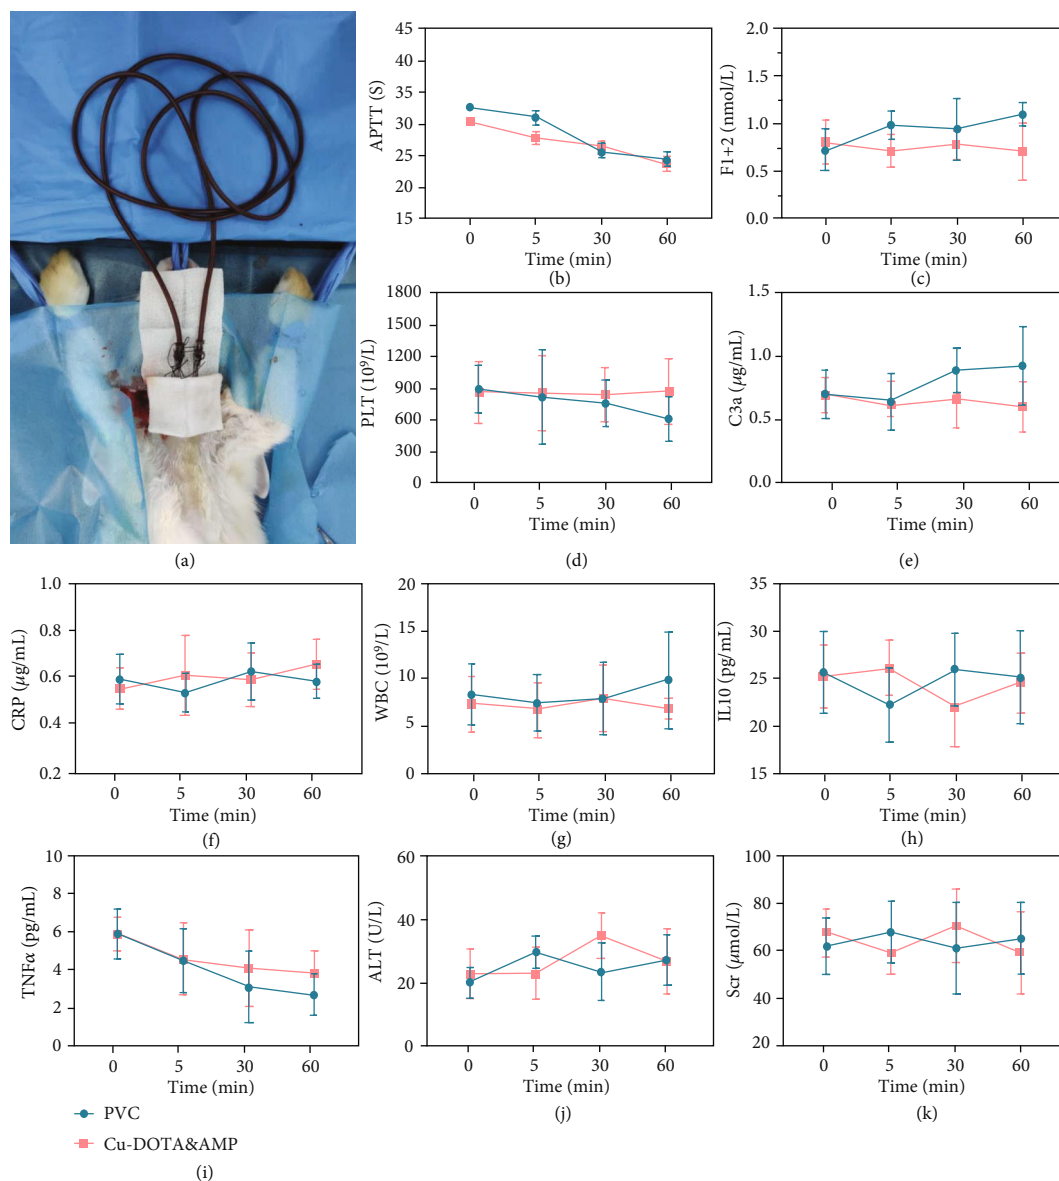 (a)
APTT (S)
40
35
30
25
20
15
0 5 30 60
Time (min)
(b)
F1+2 (nmol/L)
2.0
1.5
1.0
0.5
0.0
0 5 30 60
Time (min)
(c)
PLT (10⁹/L)
1800
1500
1200
900
600
300
0
0 5 30 60
Time (min)
(d)
C3a (μg/mL)
1.5
1.0
0.5
0.0
0 5 30 60
Time (min)
(e)
CRP (μg/mL)
1.0
0.8
0.6
0.4
0.2
0 5 30 60
Time (min)
(f)
WBC (10⁹/L)
20
15
10
5
0
0 5 30 60
Time (min)
(g)
IL10 (pg/mL)
35
30
25
20
15
0 5 30 60
Time (min)
(h)
TNFα (pg/mL)
10
8
6
4
2
0
0 5 30 60
Time (min)
PVC
Cu-DOTA&AMP
(i)
ALT (U/L)
60
40
20
0
0 5 30 60
Time (min)
(j)
Scr (μmol/L)
100
80
60
40
20
0 5 30 60
Time (min)
(k)